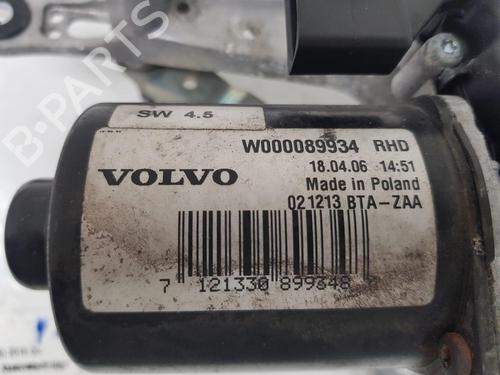 SW 4.5
W000089934 RHD
18.04.06 14:51
VOLVO
Made in Poland
021213 BTA-ZAA
7 121330 899348
B-Parts